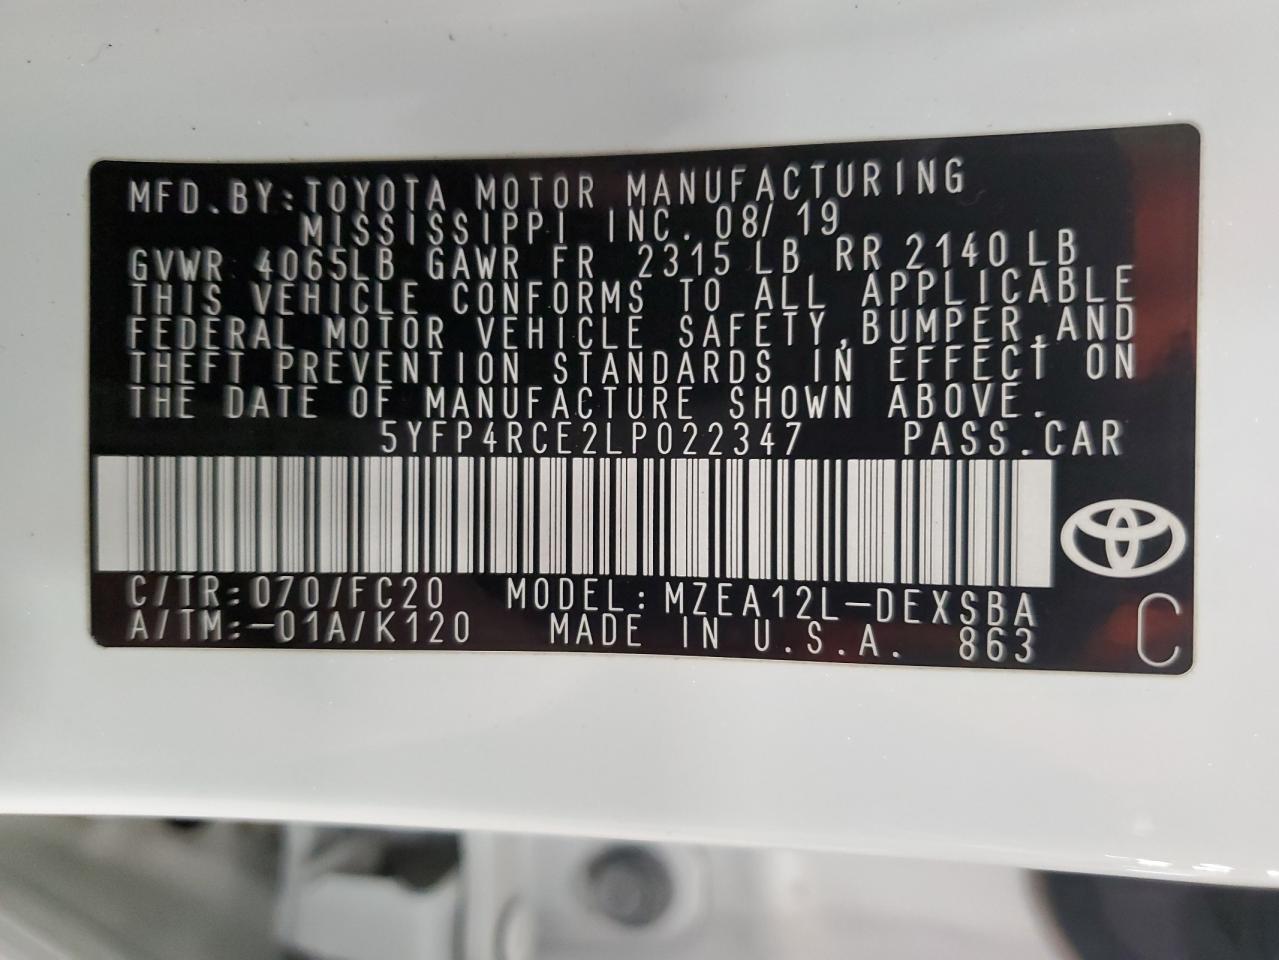 MFD.BY:TOYOTA MOTOR MANUFACTURING
MISSISSIPPI INC. 08/19
GVWR 4065LB GAWR FR 2315 LB RR 2140 LB
THIS VEHICLE CONFORMS TO ALL APPLICABLE
FEDERAL MOTOR VEHICLE SAFETY,BUMPER,AND
THEFT PREVENTION STANDARDS IN EFFECT ON
THE DATE OF MANUFACTURE SHOWN ABOVE.
5YFP4RCE2LP022347 PASS.CAR
C/TR:070/FC20 MODEL:MZEA12L-DEXSBA
A/TM:-01A/K120 MADE IN U.S.A. 863
C